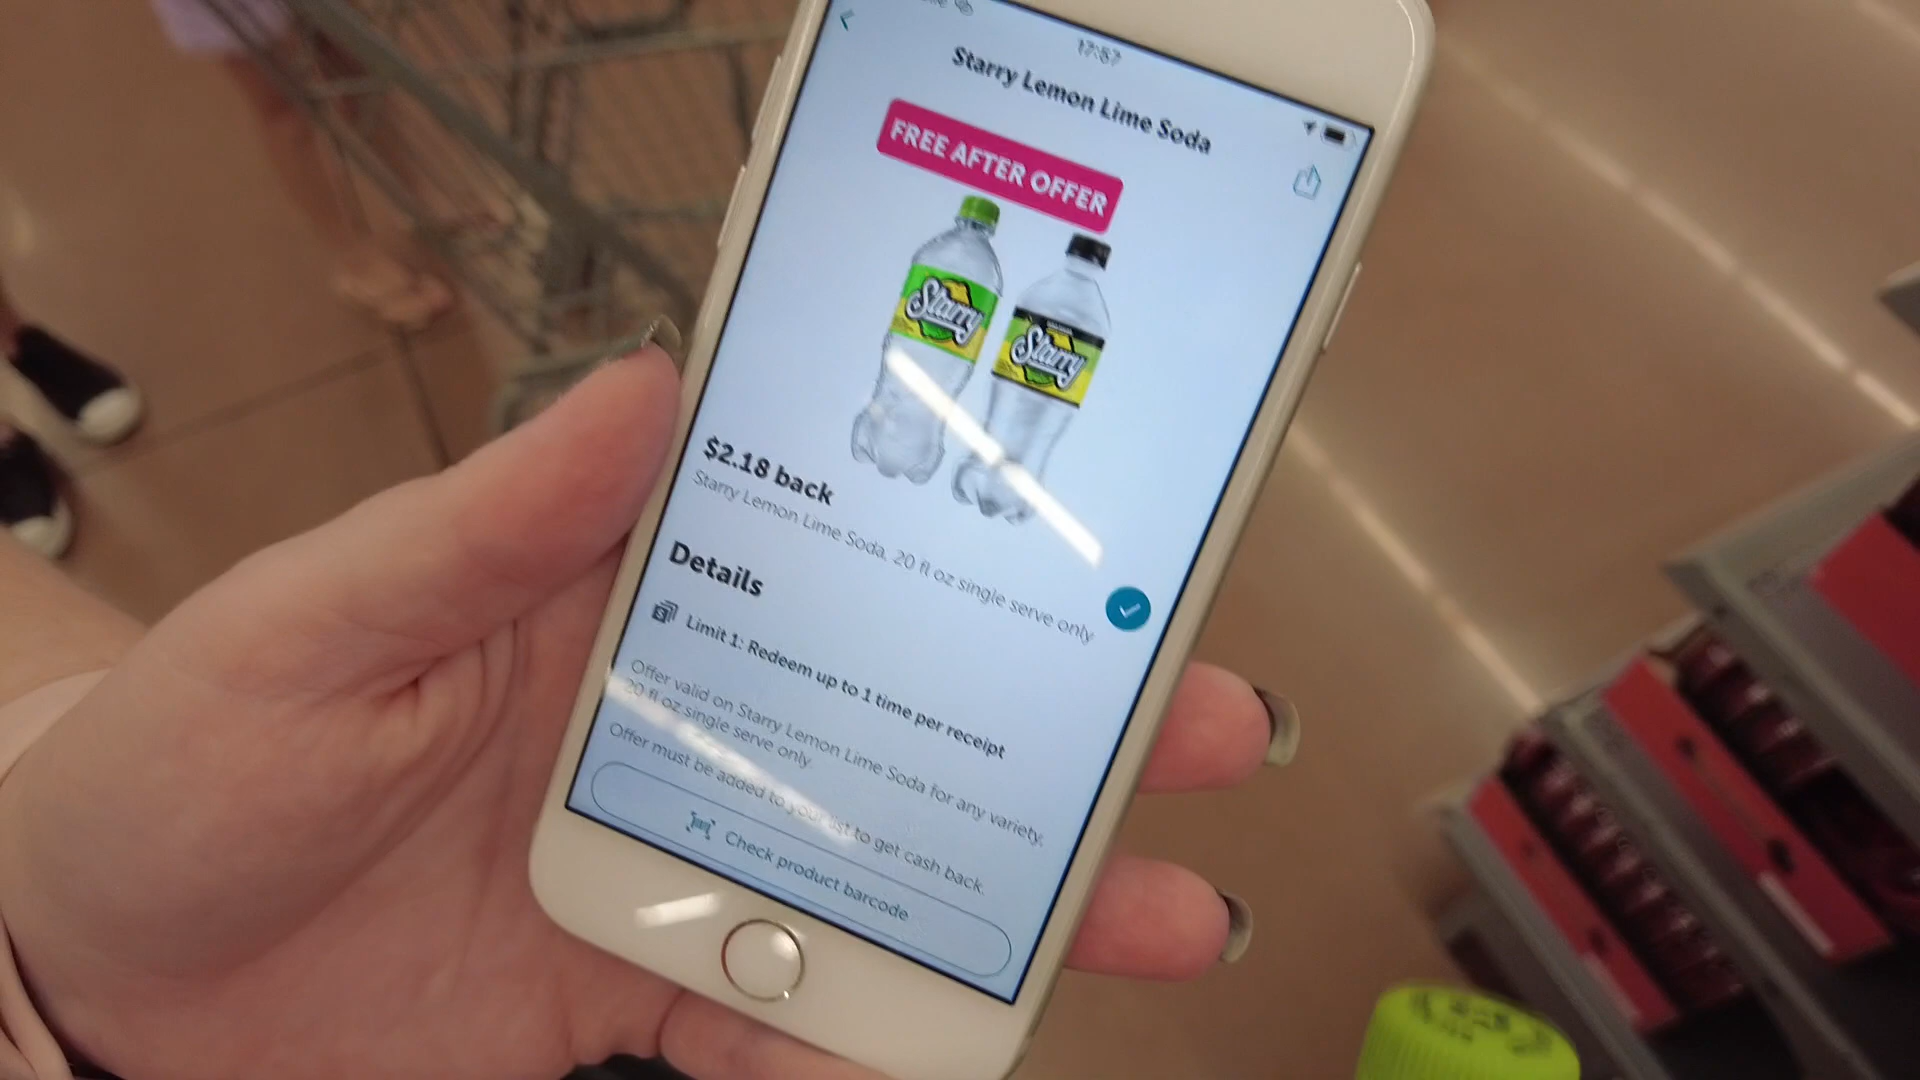 17:57
Starry Lemon Lime Soda
FREE AFTER OFFER
Starry
Starry
$2.18 back
Starry Lemon Lime Soda, 20 fl oz single serve only
Details
Limit 1: Redeem up to 1 time per receipt
Offer valid on Starry Lemon Lime Soda for any variety,
20 fl oz single serve only
Offer must be added to your list to get cash back.
Check product barcode